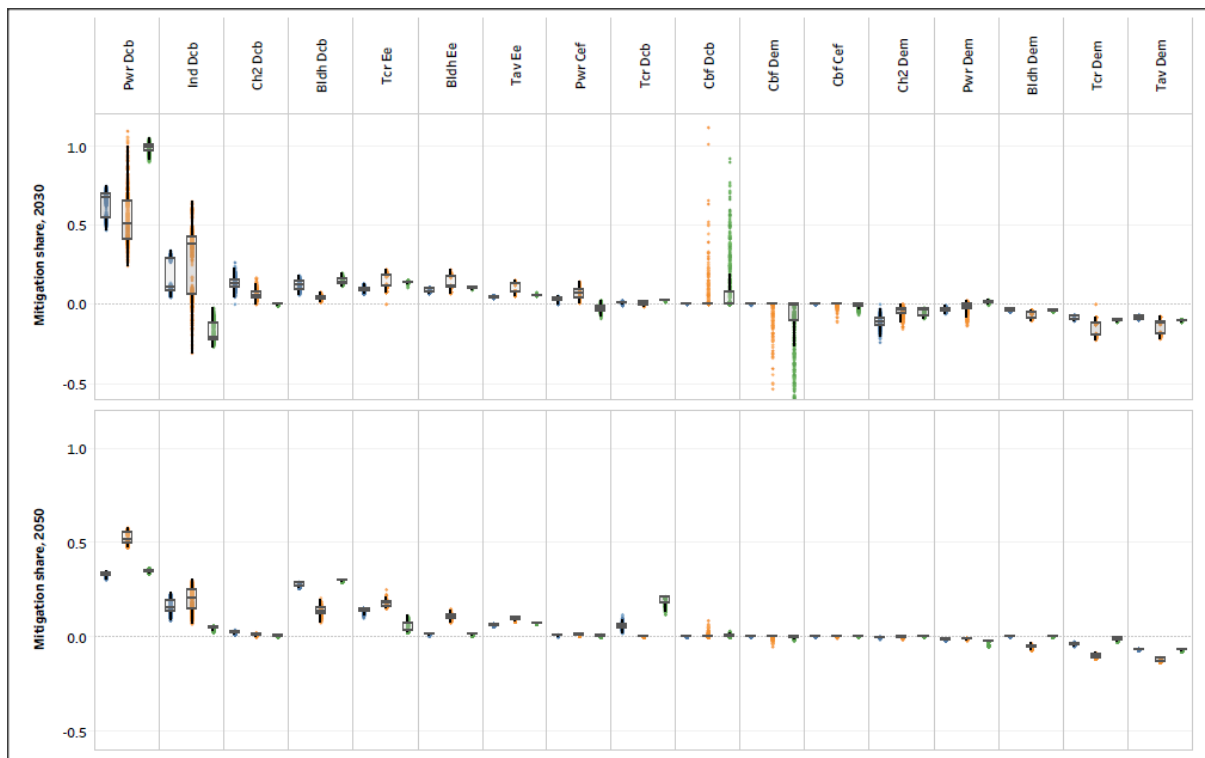 Pwr Dcb
Ind Dcb
Ch2 Dcb
Bldh Dcb
Tcr Ee
Bldh Ee
Tav Ee
Pwr Cef
Tcr Dcb
Cbf Dcb
Cbf Dem
Cbf Cef
Ch2 Dem
Pwr Dem
Bldh Dem
Tcr Dem
Tav Dem
Mitigation share, 2030
1.0
0.5
0.0
-0.5
Mitigation share, 2050
1.0
0.5
0.0
-0.5